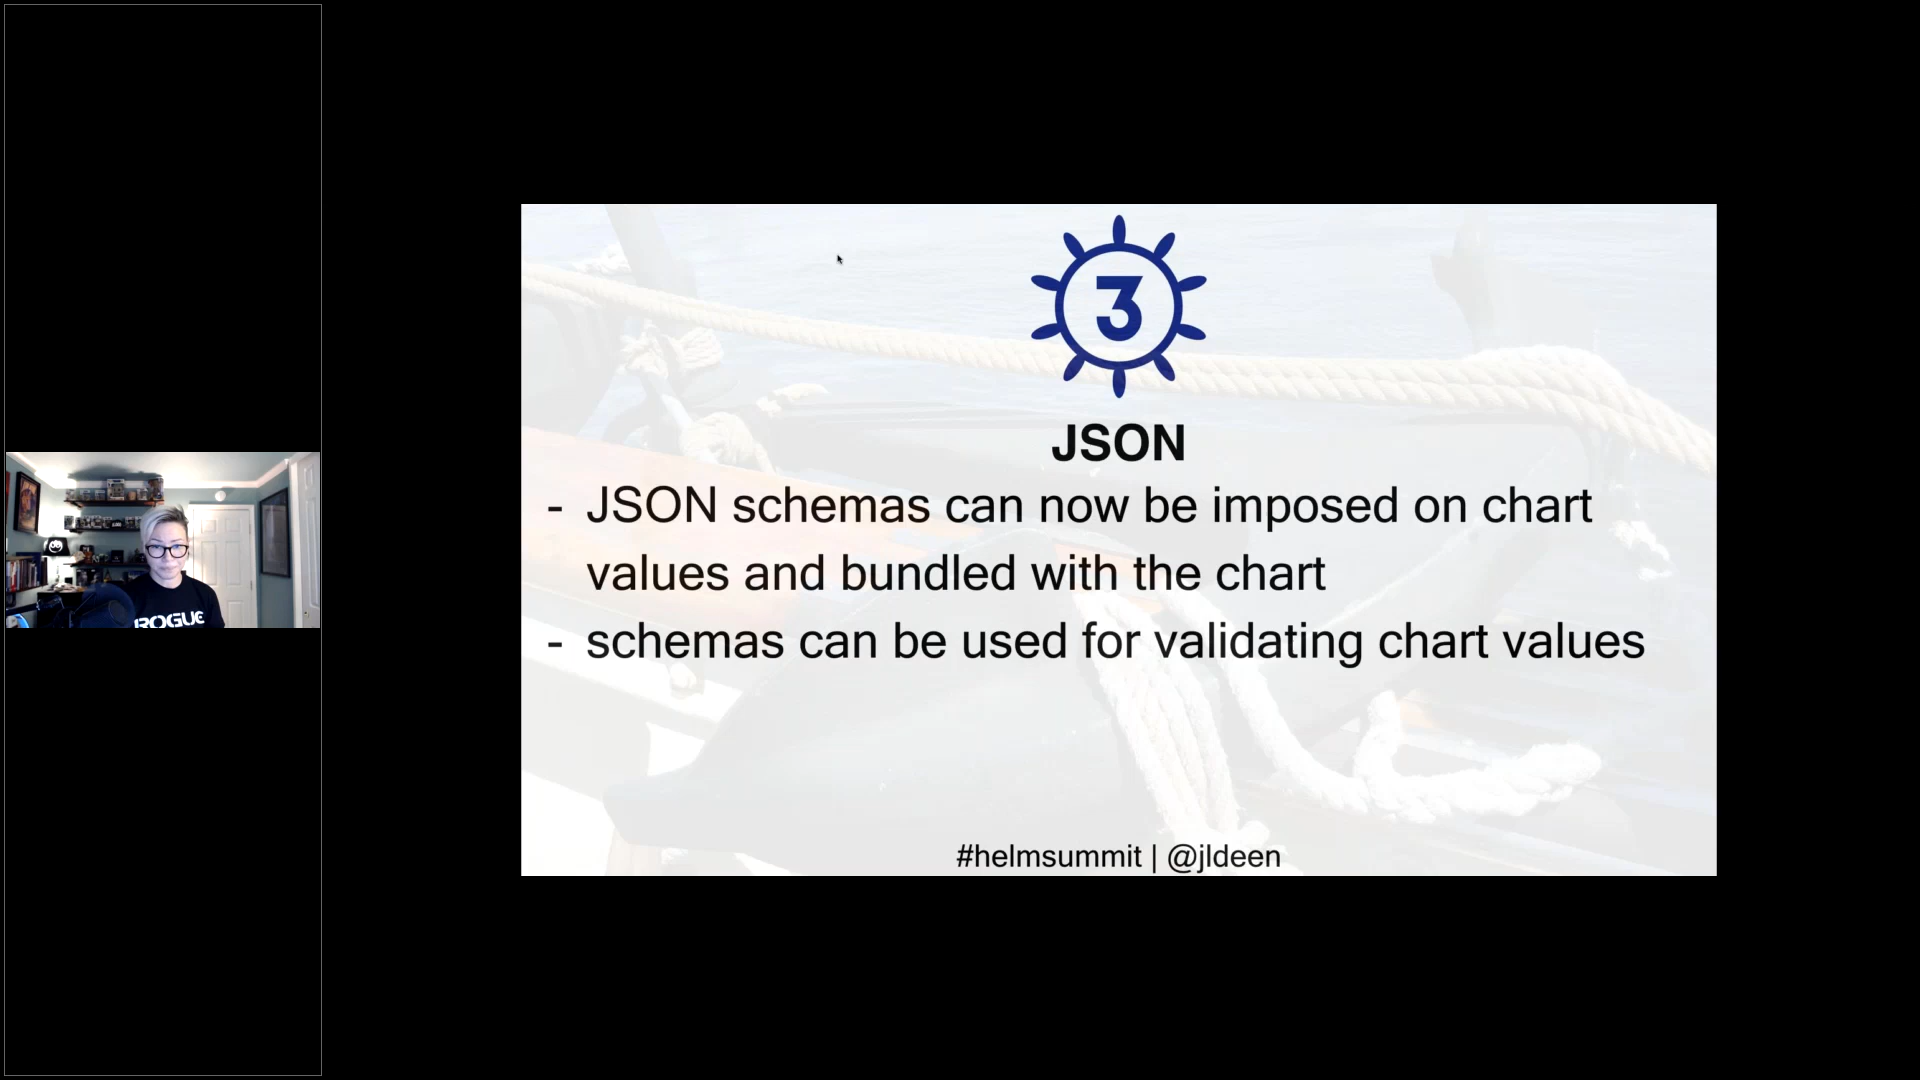 3
JSON
- JSON schemas can now be imposed on chart
values and bundled with the chart
- schemas can be used for validating chart values
#helmsummit | @jldeen
ROGUE